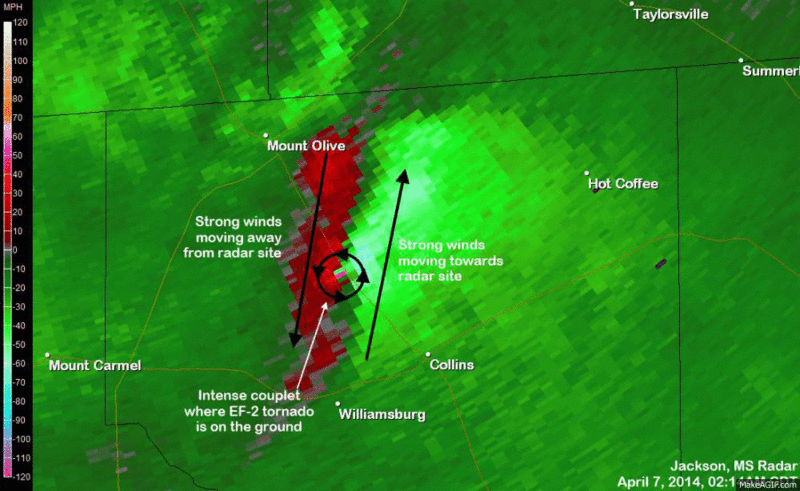 MPH
120
110
100
90
80
70
60
50
40
30
20
10
0
-10
-20
-30
-40
-50
-60
-70
-80
-90
-100
-110
-120
Taylorsville
Mount Olive
Hot Coffee
Strong winds
moving away
from radar site
Strong winds
moving towards
radar site
Mount Carmel
Collins
Intense couplet
where EF-2 tornado
is on the ground
Williamsburg
Jackson, MS Radar
April 7, 2014,
MakeAGIF.com